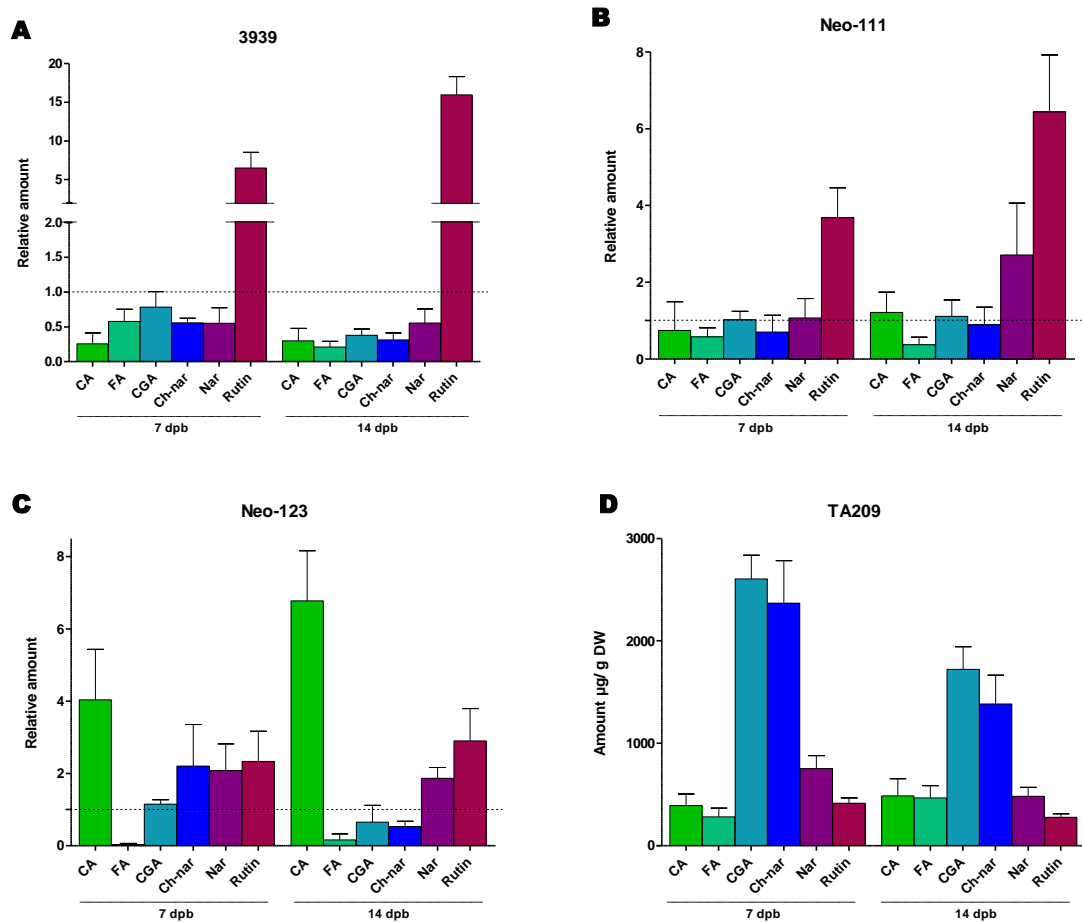 A
3939
Relative amount
20
15
10
5
2.0
1.5
1.0
0.5
0.0
CA FA CGA Ch-nar Nar Rutin CA FA CGA Ch-nar Nar Rutin
7 dpb 14 dpb
B
Neo-111
Relative amount
8
6
4
2
0
CA FA CGA Ch-nar Nar Rutin CA FA CGA Ch-nar Nar Rutin
7 dpb 14 dpb
C
Neo-123
Relative amount
8
6
4
2
0
CA FA CGA Ch-nar Nar Rutin CA FA CGA Ch-nar Nar Rutin
7 dpb 14 dpb
D
TA209
Amount µg/ g DW
3000
2000
1000
0
CA FA CGA Ch-nar Nar Rutin CA FA CGA Ch-nar Nar Rutin
7 dpb 14 dpb